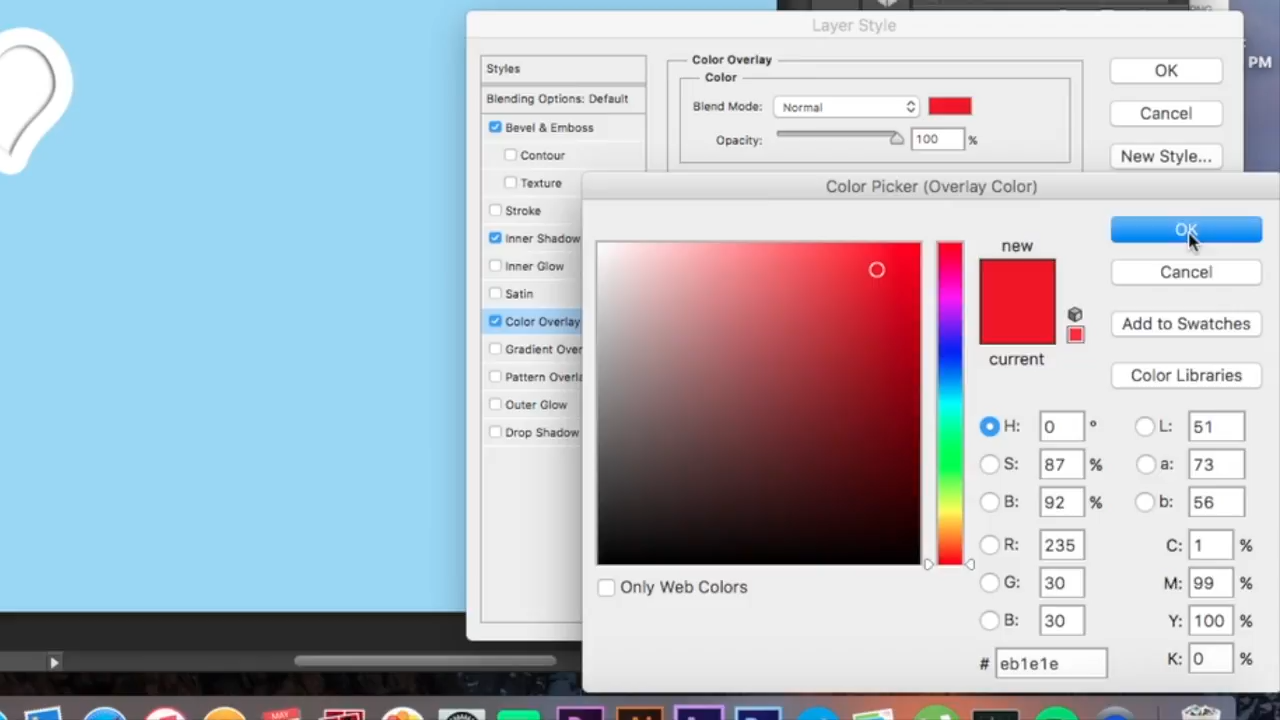 Layer Style
PM
Styles
Blending Options: Default
Bevel & Emboss
Contour
Texture
Stroke
Inner Shadow
Inner Glow
Satin
Color Overlay
Gradient Over
Pattern Overla
Outer Glow
Drop Shadow
Color Overlay
Color
Blend Mode: Normal
Opacity: 100 %
OK
Cancel
New Style...
Color Picker (Overlay Color)
new
current
OK
Cancel
Add to Swatches
Color Libraries
H: 0 °
S: 87 %
B: 92 %
R: 235
G: 30
B: 30
# eb1e1e
L: 51
a: 73
b: 56
C: 1 %
M: 99 %
Y: 100 %
K: 0 %
Only Web Colors
MAY